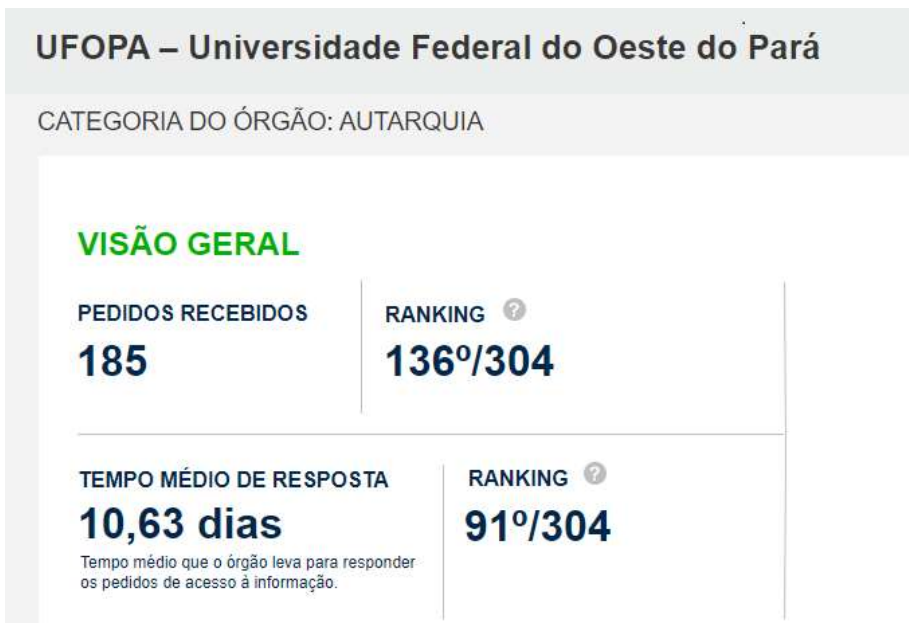 UFOPA – Universidade Federal do Oeste do Pará
CATEGORIA DO ÓRGÃO: AUTARQUIA
VISÃO GERAL
PEDIDOS RECEBIDOS
185
RANKING ?
136º/304
TEMPO MÉDIO DE RESPOSTA
10,63 dias
Tempo médio que o órgão leva para responder
os pedidos de acesso à informação.
RANKING ?
91º/304